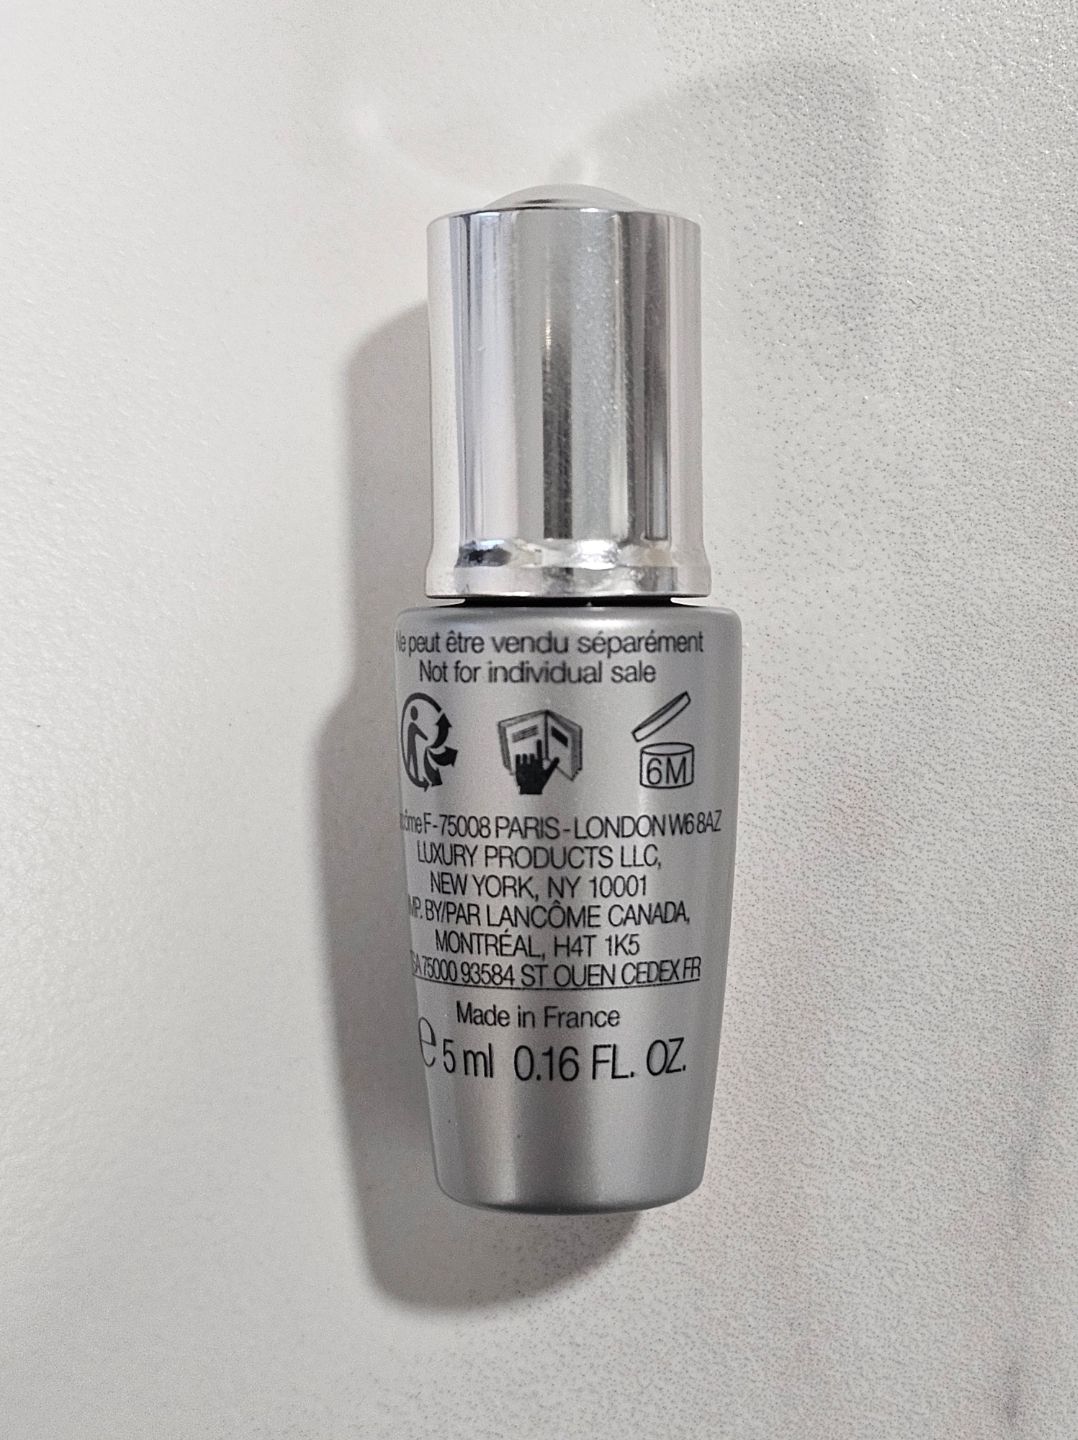 peut être vendu séparément
Not for individual sale
6M
F-75008 PARIS-LONDON W6 8AZ
LUXURY PRODUCTS LLC,
NEW YORK, NY 10001
BY/PAR LANCÔME CANADA,
MONTRÉAL, H4T 1K5
75000 93584 ST OUEN CEDEX FR
Made in France
e 5 ml 0.16 FL. OZ.